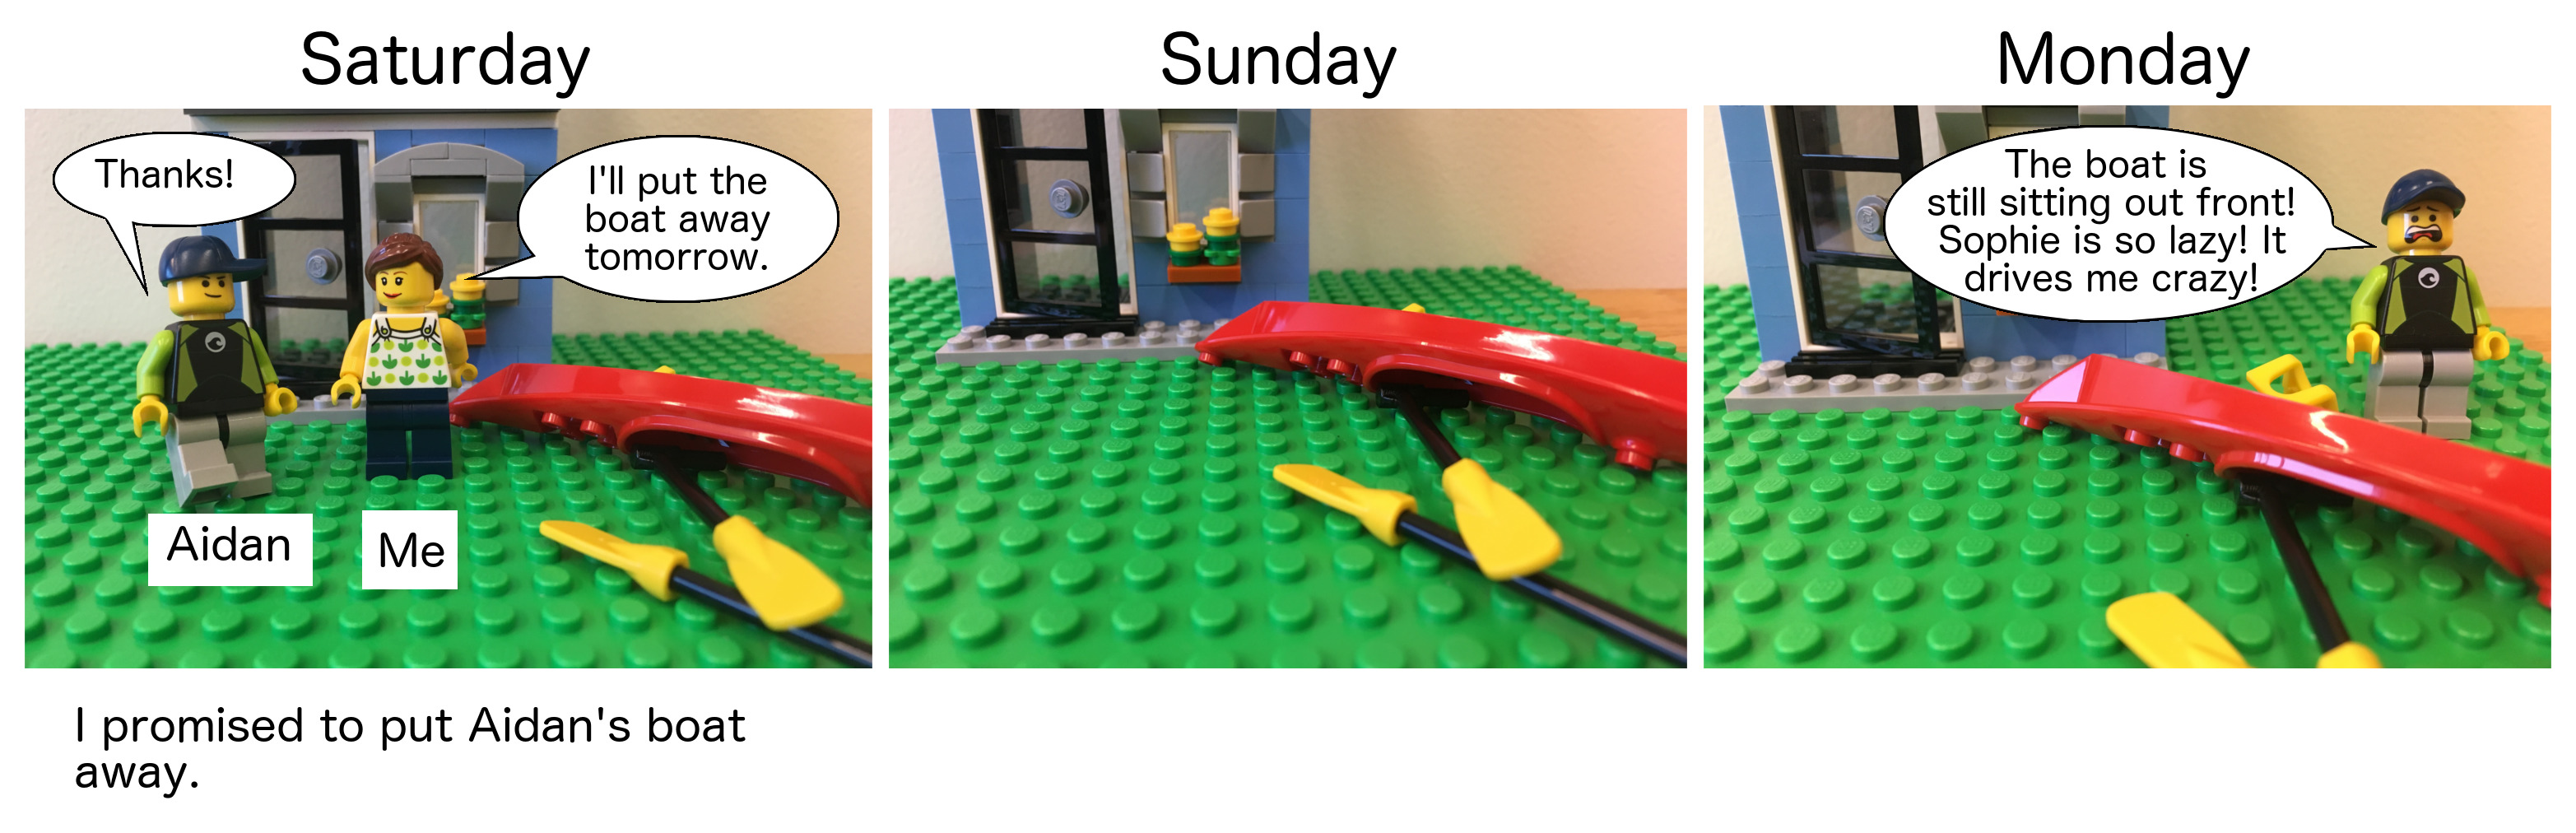 Saturday
Thanks!
I'll put the
boat away
tomorrow.
Aidan
Me
I promised to put Aidan's boat
away.
Sunday
Monday
The boat is
still sitting out front!
Sophie is so lazy! It
drives me crazy!